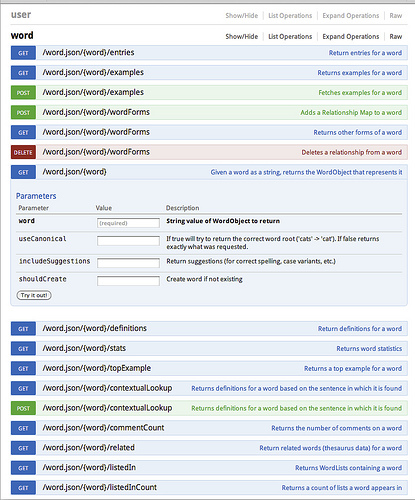 user Show/Hide List Operations Expand Operations Raw
word Show/Hide List Operations Expand Operations Raw
GET /word.json/{word}/entries Return entries for a word
GET /word.json/{word}/examples Returns examples for a word
POST /word.json/{word}/examples Fetches examples for a word
POST /word.json/{word}/wordForms Adds a Relationship Map to a word
GET /word.json/{word}/wordForms Returns other forms of a word
DELETE /word.json/{word}/wordForms Deletes a relationship from a word
GET /word.json/{word} Given a word as a string, returns the WordObject that represents it
Parameters
Parameter Value Description
word (required) String value of WordObject to return
useCanonical If true will try to return the correct word root ('cats' -> 'cat'). If false returns
exactly what was requested.
includeSuggestions Return suggestions (for correct spelling, case variants, etc.)
shouldCreate Create word if not existing
Try it out!
GET /word.json/{word}/definitions Return definitions for a word
GET /word.json/{word}/stats Returns word statistics
GET /word.json/{word}/topExample Returns a top example for a word
GET /word.json/{word}/contextualLookup Returns definitions for a word based on the sentence in which it is found
POST /word.json/{word}/contextualLookup Returns definitions for a word based on the sentence in which it is found
GET /word.json/{word}/commentCount Returns the number of comments on a word
GET /word.json/{word}/related Return related words (thesaurus data) for a word
GET /word.json/{word}/listedIn Returns WordLists containing a word
GET /word.json/{word}/listedInCount Returns a count of lists a word appears in